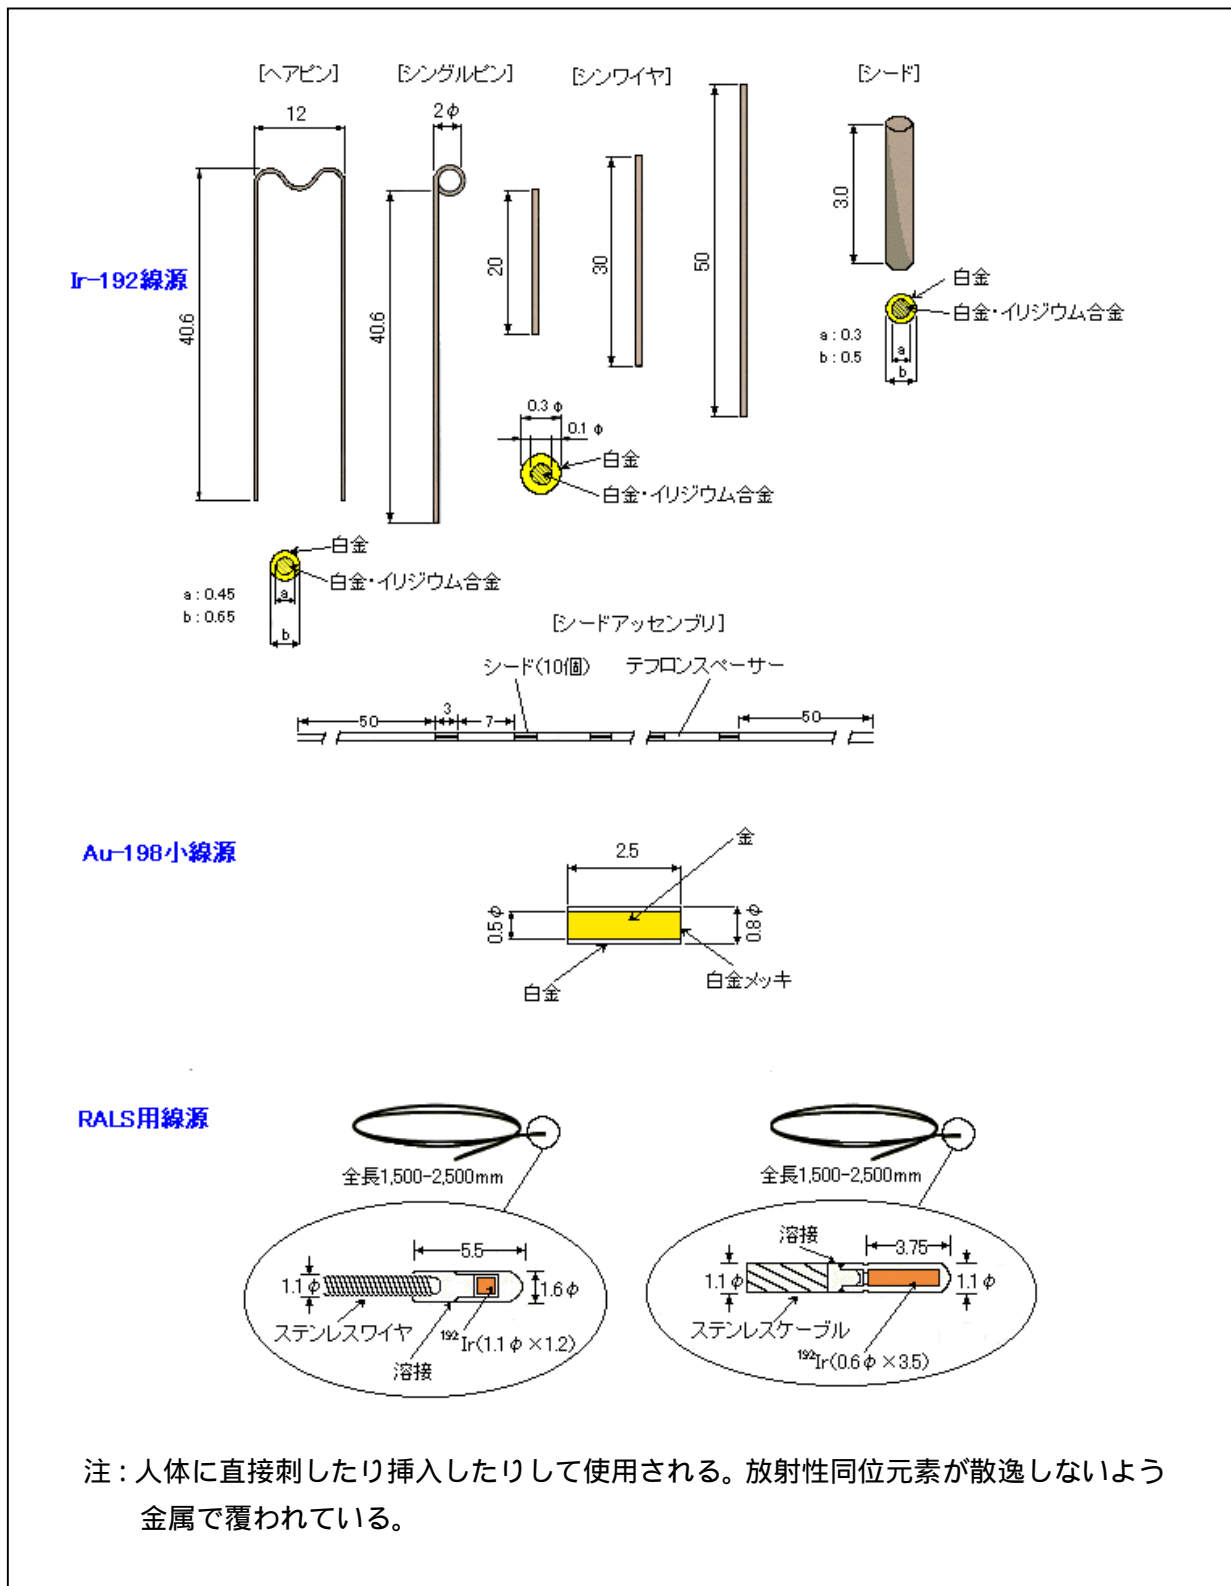 [ヘアピン] [シングルピン] [シンワイヤ] [シード]
12
2φ
40.6
40.6
20
30
50
3.0
Ir-192線源
白金
白金・イリジウム合金
a : 0.3
b : 0.5
a
b
0.3 φ
0.1 φ
白金
白金・イリジウム合金
白金
白金・イリジウム合金
a : 0.45
b : 0.65
a
b
[シードアッセンブリ]
シード(10個) テフロンスペーサー
50 3 7 50
Au-198小線源
金
2.5
0.5φ
0.8φ
白金
白金メッキ
RALS用線源
全長1,500-2,500mm
全長1,500-2,500mm
5.5
1.1φ
1.6φ
ステンレスワイヤ
192Ir(1.1φ×1.2)
溶接
溶接
3.75
1.1φ
1.1φ
ステンレスケーブル
192Ir(0.6φ×3.5)
注:人体に直接刺したり挿入したりして使用される。放射性同位元素が散逸しないよう
金属で覆われている。